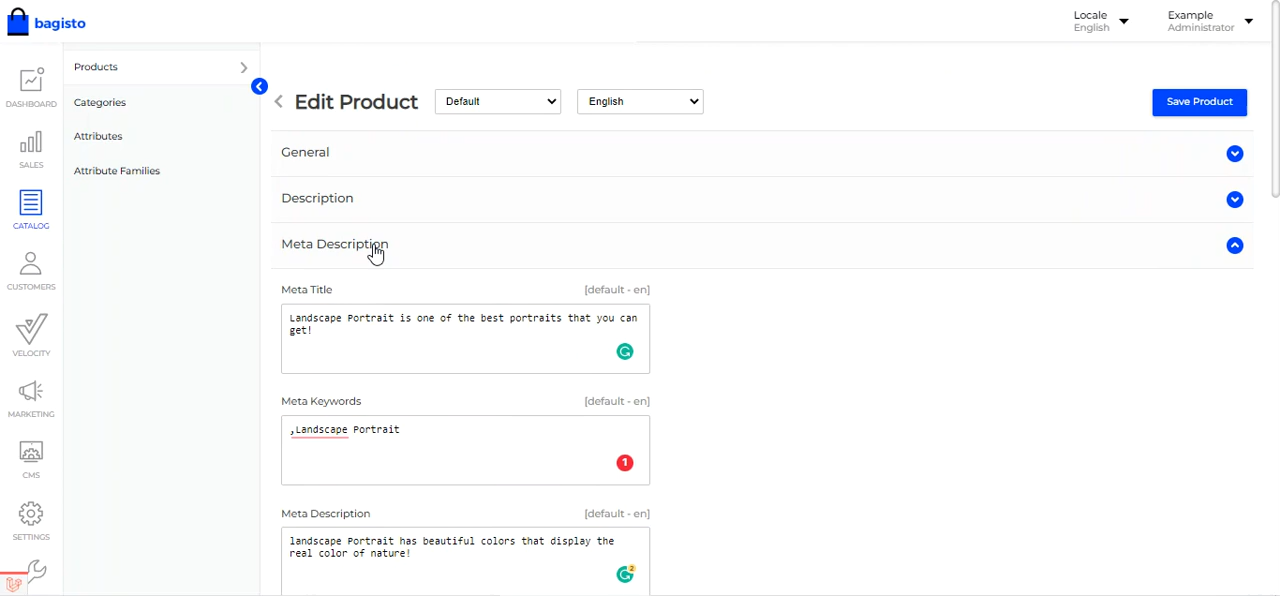 bagisto
Locale
English
Example
Administrator
DASHBOARD
SALES
CATALOG
CUSTOMERS
VELOCITY
MARKETING
CMS
SETTINGS
Products
Categories
Attributes
Attribute Families
Edit Product
Default
English
Save Product
General
Description
Meta Description
Meta Title
[default - en]
Landscape Portrait is one of the best portraits that you can
get!
Meta Keywords
[default - en]
,Landscape Portrait
1
Meta Description
[default - en]
landscape Portrait has beautiful colors that display the
real color of nature!
2